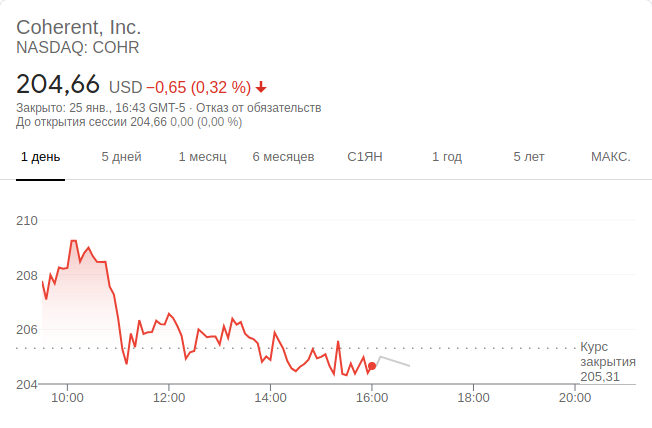 Coherent, Inc.
NASDAQ: COHR
204,66 USD −0,65 (0,32 %)
Закрыто: 25 янв., 16:43 GMT-5 · Отказ от обязательств
До открытия сессии 204,66 0,00 (0,00 %)
1 день 5 дней 1 месяц 6 месяцев С1ЯН 1 год 5 лет МАКС.
210
208
206
Курс
закрытия
205,31
204
10:00 12:00 14:00 16:00 18:00 20:00